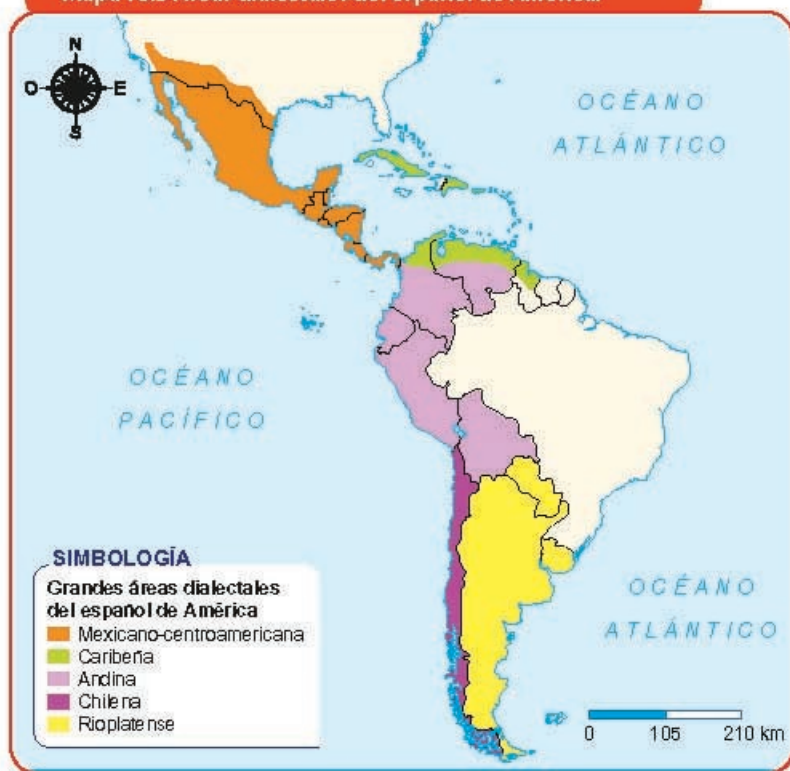 N
O
E
S
OCÉANO
ATLÁNTICO
OCÉANO
PACÍFICO
OCÉANO
ATLÁNTICO
SIMBOLOGÍA
Grandes áreas dialectales
del español de América
Mexicano-centroamericana
Caribeña
Andina
Chilena
Rioplatense
0 105 210 km